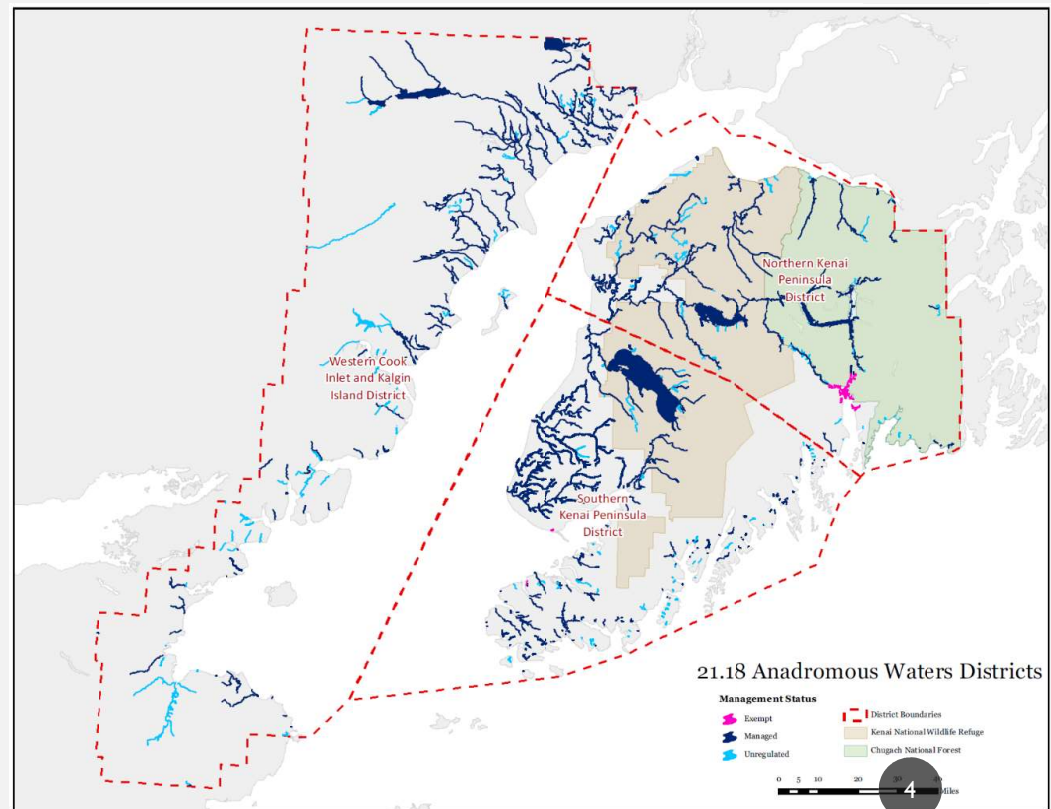 Northern Kenai
Peninsula
District
Western Cook
Inlet and Kalgin
Island District
Southern
Kenai Peninsula
District
21.18 Anadromous Waters Districts
Management Status
Exempt
Managed
Unregulated
District Boundaries
Kenai National Wildlife Refuge
Chugach National Forest
0 5 10 20 30 40
Miles
4